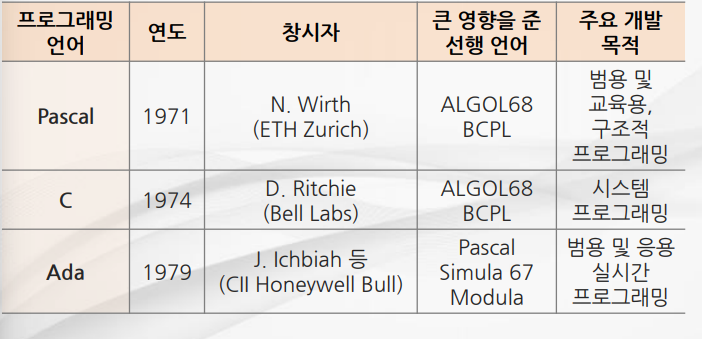 프로그래밍 언어 연도 창시자 큰 영향을 준 선행 언어 주요 개발 목적
Pascal 1971 N. Wirth (ETH Zurich) ALGOL68 BCPL 범용 및 교육용, 구조적 프로그래밍
C 1974 D. Ritchie (Bell Labs) ALGOL68 BCPL 시스템 프로그래밍
Ada 1979 J. Ichbiah 등 (CII Honeywell Bull) Pascal Simula 67 Modula 범용 및 응용 실시간 프로그래밍